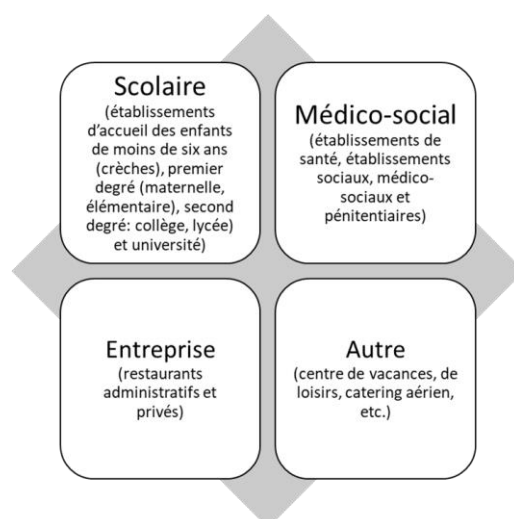 Scolaire
(établissements
d'accueil des enfants
de moins de six ans
(crèches), premier
degré (maternelle,
élémentaire), second
degré: collège, lycée)
et université)
Médico-social
(établissements de
santé, établissements
sociaux, médico-
sociaux et
pénitentiaires)
Entreprise
(restaurants
administratifs et
privés)
Autre
(centre de vacances, de
loisirs, catering aérien,
etc.)